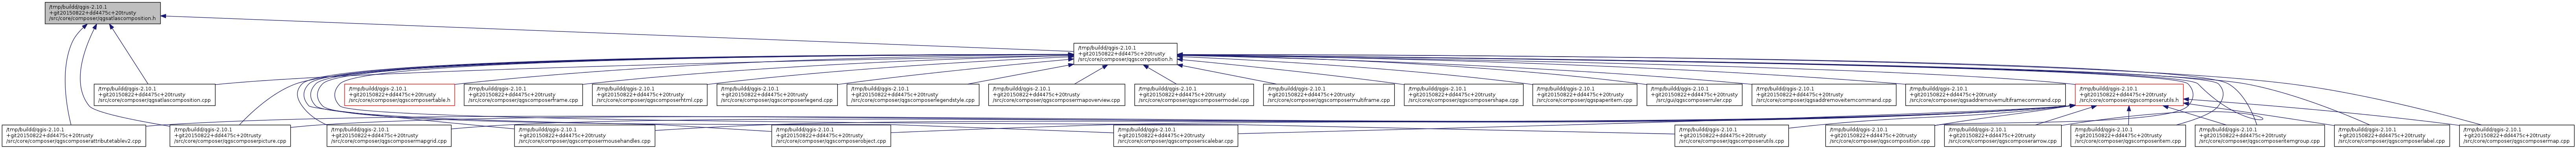 /tmp/buildd/qgis-2.10.1
+git20150822+dd4475c+20trusty
/src/core/composer/qgsatlascomposition.h
/tmp/buildd/qgis-2.10.1
+git20150822+dd4475c+20trusty
/src/core/composer/qgscomposition.h
/tmp/buildd/qgis-2.10.1
+git20150822+dd4475c+20trusty
/src/core/composer/qgsatlascomposition.cpp
/tmp/buildd/qgis-2.10.1
+git20150822+dd4475c+20trusty
/src/core/composer/qgscomposertable.h
/tmp/buildd/qgis-2.10.1
+git20150822+dd4475c+20trusty
/src/core/composer/qgscomposerframe.cpp
/tmp/buildd/qgis-2.10.1
+git20150822+dd4475c+20trusty
/src/core/composer/qgscomposerhtml.cpp
/tmp/buildd/qgis-2.10.1
+git20150822+dd4475c+20trusty
/src/core/composer/qgscomposerlegend.cpp
/tmp/buildd/qgis-2.10.1
+git20150822+dd4475c+20trusty
/src/core/composer/qgscomposerlegendstyle.cpp
/tmp/buildd/qgis-2.10.1
+git20150822+dd4475c+20trusty
/src/core/composer/qgscomposermapoverview.cpp
/tmp/buildd/qgis-2.10.1
+git20150822+dd4475c+20trusty
/src/core/composer/qgscomposermodel.cpp
/tmp/buildd/qgis-2.10.1
+git20150822+dd4475c+20trusty
/src/core/composer/qgscomposermultiframe.cpp
/tmp/buildd/qgis-2.10.1
+git20150822+dd4475c+20trusty
/src/core/composer/qgscomposershape.cpp
/tmp/buildd/qgis-2.10.1
+git20150822+dd4475c+20trusty
/src/core/composer/qgspaperitem.cpp
/tmp/buildd/qgis-2.10.1
+git20150822+dd4475c+20trusty
/src/gui/qgscomposerruler.cpp
/tmp/buildd/qgis-2.10.1
+git20150822+dd4475c+20trusty
/src/core/composer/qgsaddremoveitemcommand.cpp
/tmp/buildd/qgis-2.10.1
+git20150822+dd4475c+20trusty
/src/core/composer/qgsaddremovemultiframecommand.cpp
/tmp/buildd/qgis-2.10.1
+git20150822+dd4475c+20trusty
/src/core/composer/qgscomposerutils.h
/tmp/buildd/qgis-2.10.1
+git20150822+dd4475c+20trusty
/src/core/composer/qgscomposerattributetablev2.cpp
/tmp/buildd/qgis-2.10.1
+git20150822+dd4475c+20trusty
/src/core/composer/qgscomposerpicture.cpp
/tmp/buildd/qgis-2.10.1
+git20150822+dd4475c+20trusty
/src/core/composer/qgscomposermapgrid.cpp
/tmp/buildd/qgis-2.10.1
+git20150822+dd4475c+20trusty
/src/core/composer/qgscomposermousehandles.cpp
/tmp/buildd/qgis-2.10.1
+git20150822+dd4475c+20trusty
/src/core/composer/qgscomposerobject.cpp
/tmp/buildd/qgis-2.10.1
+git20150822+dd4475c+20trusty
/src/core/composer/qgscomposerscalebar.cpp
/tmp/buildd/qgis-2.10.1
+git20150822+dd4475c+20trusty
/src/core/composer/qgscomposerutils.cpp
/tmp/buildd/qgis-2.10.1
+git20150822+dd4475c+20trusty
/src/core/composer/qgscomposition.cpp
/tmp/buildd/qgis-2.10.1
+git20150822+dd4475c+20trusty
/src/core/composer/qgscomposerarrow.cpp
/tmp/buildd/qgis-2.10.1
+git20150822+dd4475c+20trusty
/src/core/composer/qgscomposeritem.cpp
/tmp/buildd/qgis-2.10.1
+git20150822+dd4475c+20trusty
/src/core/composer/qgscomposeritemgroup.cpp
/tmp/buildd/qgis-2.10.1
+git20150822+dd4475c+20trusty
/src/core/composer/qgscomposerlabel.cpp
/tmp/buildd/qgis-2.10.1
+git20150822+dd4475c+20trusty
/src/core/composer/qgscomposermap.cpp